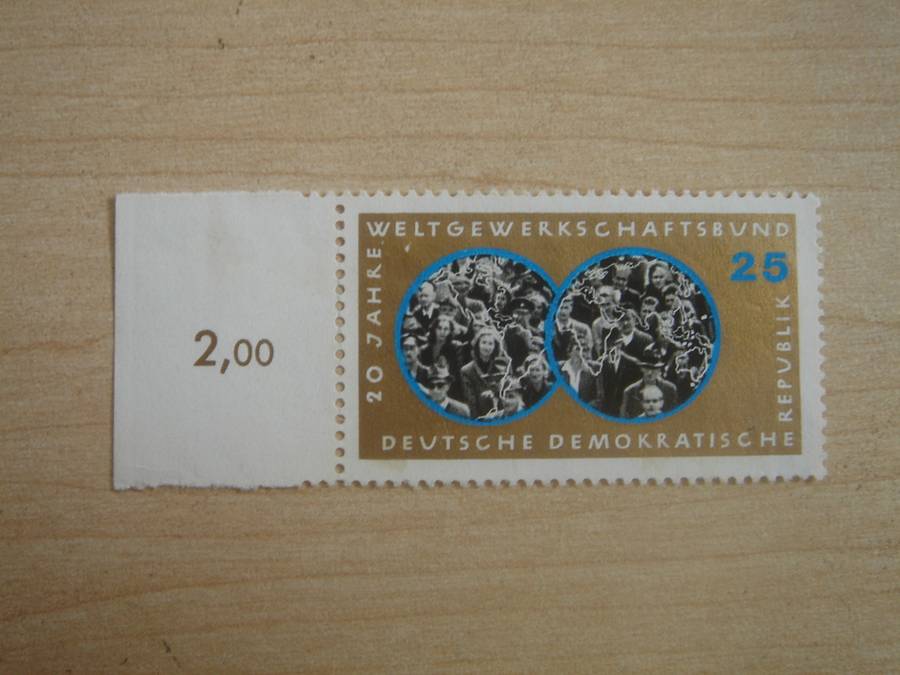 2,00
20 JAHRE WELTGEWERKSCHAFTSBUND
25
DEUTSCHE DEMOKRATISCHE REPUBLIK